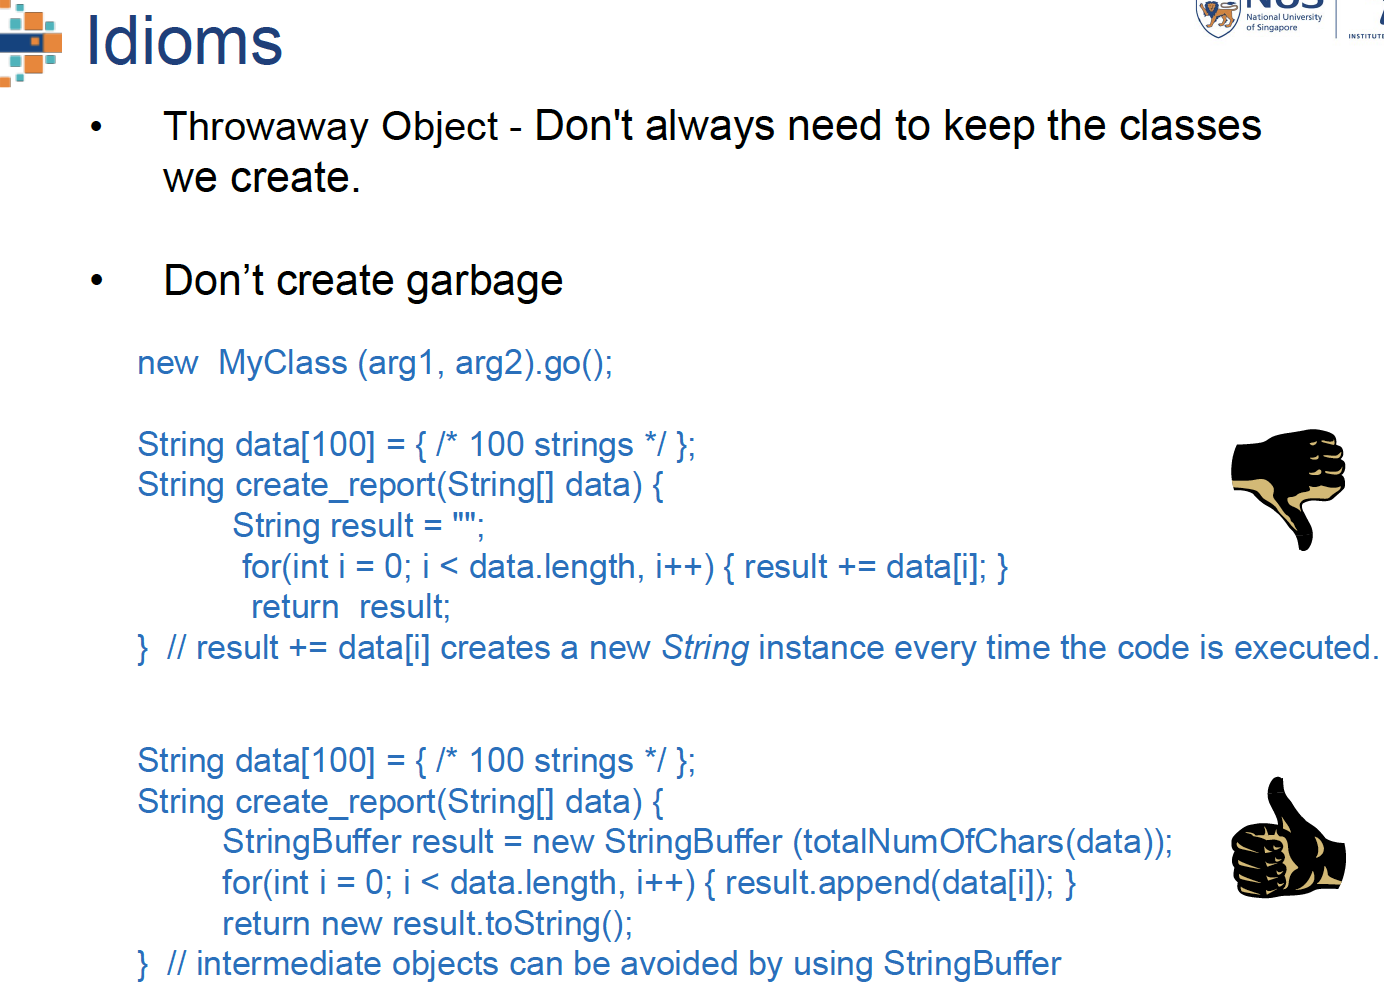 Idioms
NUS
National University
of Singapore
• Throwaway Object - Don't always need to keep the classes
we create.
• Don’t create garbage
new  MyClass (arg1, arg2).go();
String data[100] = { /* 100 strings */ };
String create_report(String[] data) {
String result = "";
for(int i = 0; i < data.length, i++) { result += data[i]; }
return  result;
}  // result += data[i] creates a new String instance every time the code is executed.
String data[100] = { /* 100 strings */ };
String create_report(String[] data) {
StringBuffer result = new StringBuffer (totalNumOfChars(data));
for(int i = 0; i < data.length, i++) { result.append(data[i]); }
return new result.toString();
}  // intermediate objects can be avoided by using StringBuffer